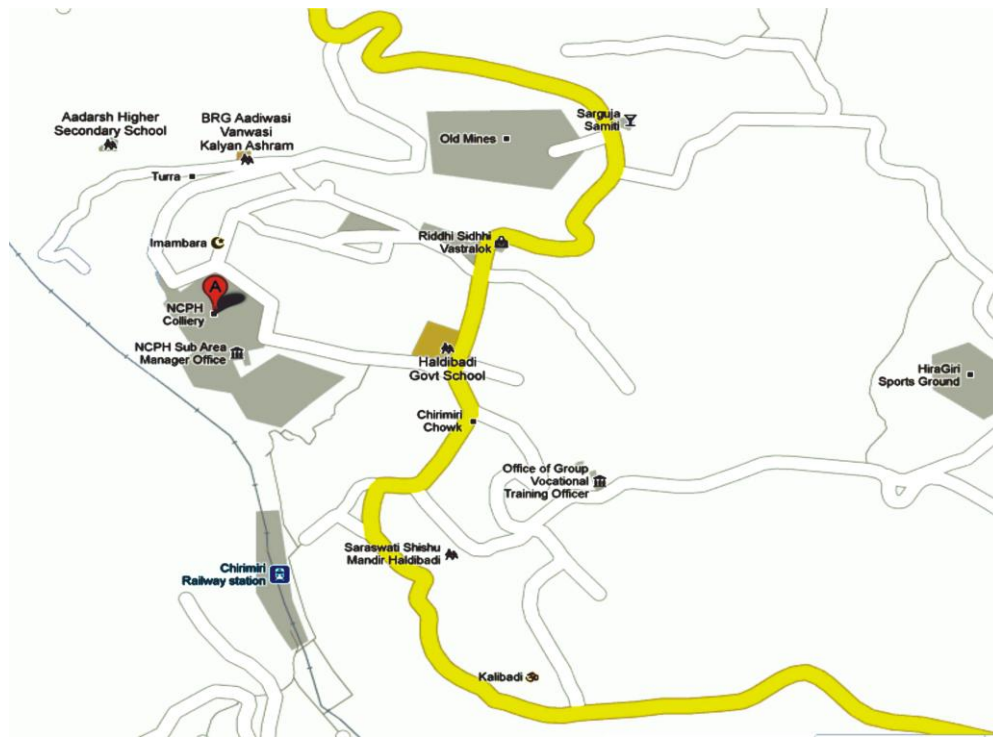 Aadarsh Higher
Secondary School
BRG Aadiwasi
Vanwasi
Kalyan Ashram
Sarguja
Samiti
Old Mines
Turra
Imambara
Riddhi Sidhhi
Vastralok
A
NCPH
Colliery
NCPH Sub Area
Manager Office
Haldibadi
Govt School
HiraGiri
Sports Ground
Chirimiri
Chowk
Office of Group
Vocational
Training Officer
Saraswati Shishu
Mandir Haldibadi
Chirimiri
Railway station
Kalibadi
ॐ